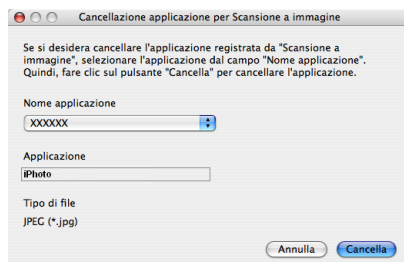 Cancellazione applicazione per Scansione a immagine
Se si desidera cancellare l'applicazione registrata da "Scansione a
immagine", selezionare l'applicazione dal campo "Nome applicazione".
Quindi, fare clic sul pulsante "Cancella" per cancellare l'applicazione.
Nome applicazione
XXXXXX
Applicazione
iPhoto
Tipo di file
JPEG (*.jpg)
Annulla Cancella